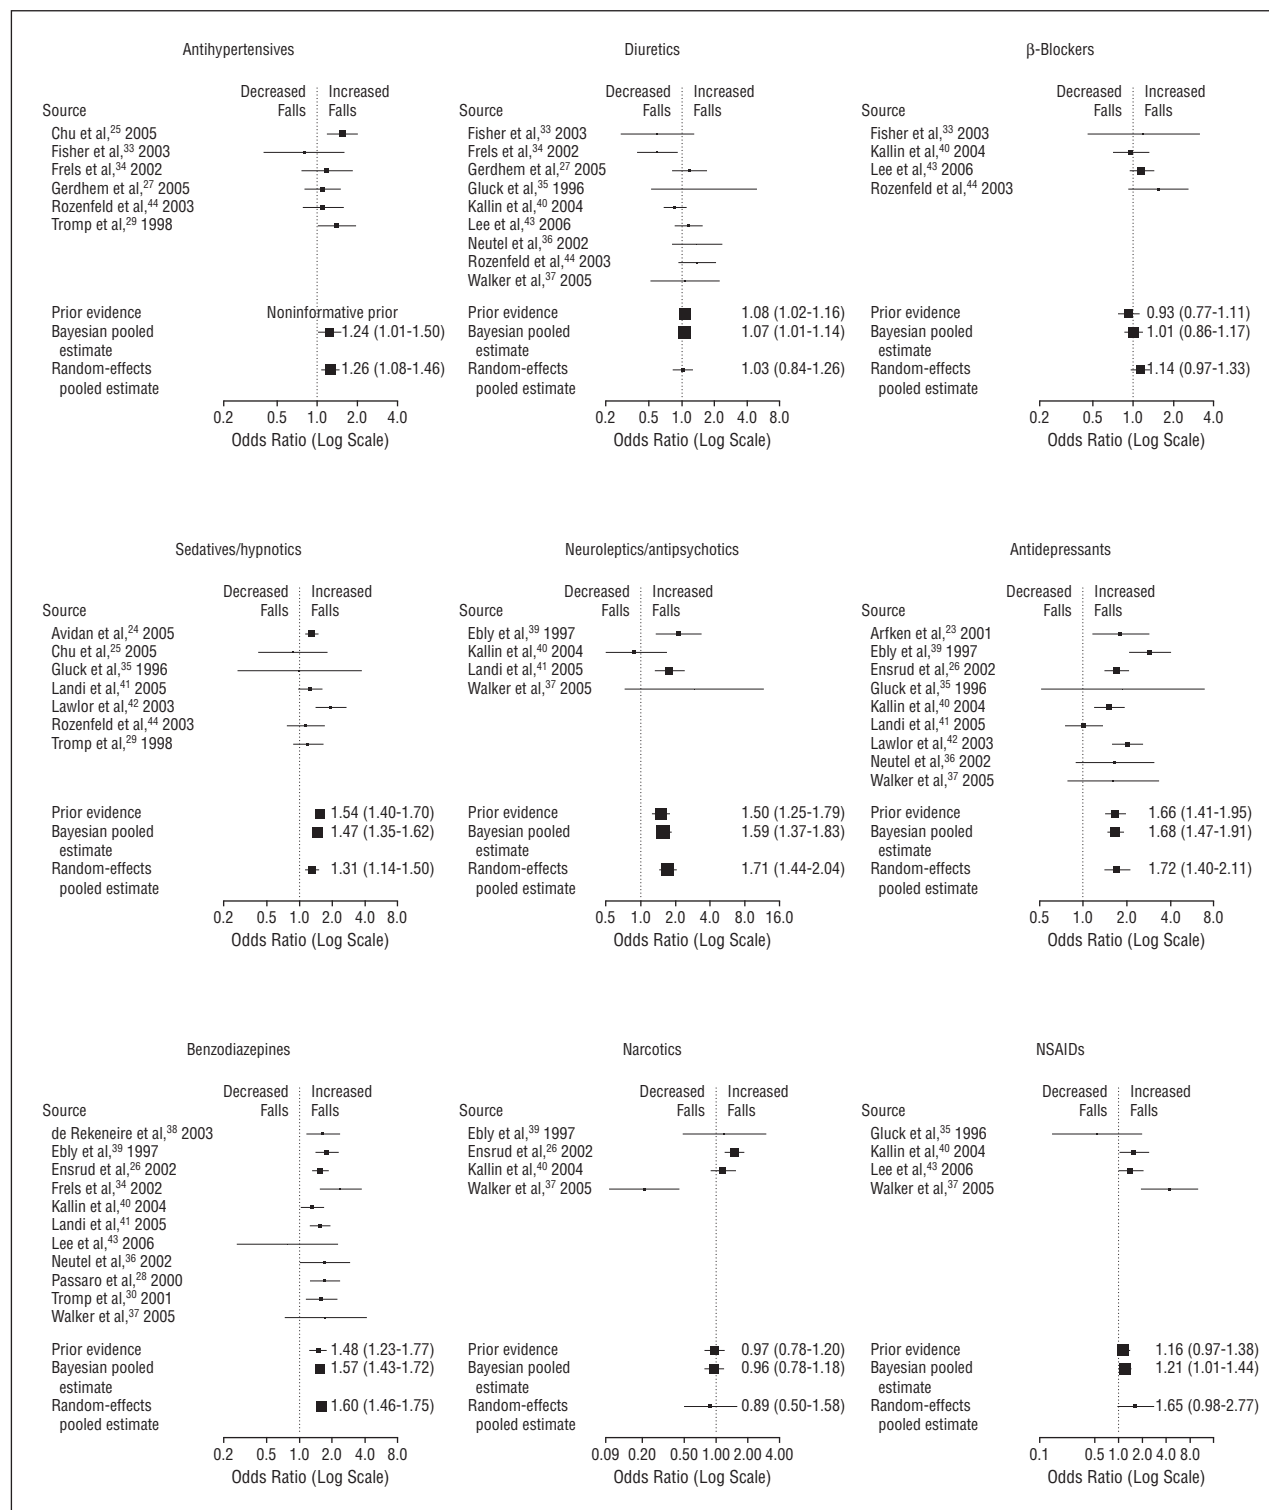 Antihypertensives
Decreased Increased
Falls Falls
Source
Chu et al,25 2005
Fisher et al,33 2003
Frels et al,34 2002
Gerdhem et al,27 2005
Rozenfeld et al,44 2003
Tromp et al,29 1998
Prior evidence Noninformative prior
Bayesian pooled 1.24 (1.01-1.50)
estimate
Random-effects 1.26 (1.08-1.46)
pooled estimate
0.2 0.5 1.0 2.0 4.0
Odds Ratio (Log Scale)
Diuretics
Decreased Increased
Falls Falls
Source
Fisher et al,33 2003
Frels et al,34 2002
Gerdhem et al,27 2005
Gluck et al,35 1996
Kallin et al,40 2004
Lee et al,43 2006
Neutel et al,36 2002
Rozenfeld et al,44 2003
Walker et al,37 2005
Prior evidence 1.08 (1.02-1.16)
Bayesian pooled 1.07 (1.01-1.14)
estimate
Random-effects 1.03 (0.84-1.26)
pooled estimate
0.2 0.5 1.0 2.0 4.0 8.0
Odds Ratio (Log Scale)
β-Blockers
Decreased Increased
Falls Falls
Source
Fisher et al,33 2003
Kallin et al,40 2004
Lee et al,43 2006
Rozenfeld et al,44 2003
Prior evidence 0.93 (0.77-1.11)
Bayesian pooled 1.01 (0.86-1.17)
estimate
Random-effects 1.14 (0.97-1.33)
pooled estimate
0.2 0.5 1.0 2.0 4.0
Odds Ratio (Log Scale)
Sedatives/hypnotics
Decreased Increased
Falls Falls
Source
Avidan et al,24 2005
Chu et al,25 2005
Gluck et al,35 1996
Landi et al,41 2005
Lawlor et al,42 2003
Rozenfeld et al,44 2003
Tromp et al,29 1998
Prior evidence 1.54 (1.40-1.70)
Bayesian pooled 1.47 (1.35-1.62)
estimate
Random-effects 1.31 (1.14-1.50)
pooled estimate
0.2 0.5 1.0 2.0 4.0 8.0
Odds Ratio (Log Scale)
Neuroleptics/antipsychotics
Decreased Increased
Falls Falls
Source
Ebly et al,39 1997
Kallin et al,40 2004
Landi et al,41 2005
Walker et al,37 2005
Prior evidence 1.50 (1.25-1.79)
Bayesian pooled 1.59 (1.37-1.83)
estimate
Random-effects 1.71 (1.44-2.04)
pooled estimate
0.5 1.0 2.0 4.0 8.0 16.0
Odds Ratio (Log Scale)
Antidepressants
Decreased Increased
Falls Falls
Source
Arfken et al,23 2001
Ebly et al,39 1997
Ensrud et al,26 2002
Gluck et al,35 1996
Kallin et al,40 2004
Landi et al,41 2005
Lawlor et al,42 2003
Neutel et al,36 2002
Walker et al,37 2005
Prior evidence 1.66 (1.41-1.95)
Bayesian pooled 1.68 (1.47-1.91)
estimate
Random-effects 1.72 (1.40-2.11)
pooled estimate
0.5 1.0 2.0 4.0 8.0
Odds Ratio (Log Scale)
Benzodiazepines
Decreased Increased
Falls Falls
Source
de Rekeneire et al,38 2003
Ebly et al,39 1997
Ensrud et al,26 2002
Frels et al,34 2002
Kallin et al,40 2004
Landi et al,41 2005
Lee et al,43 2006
Neutel et al,36 2002
Passaro et al,28 2000
Tromp et al,30 2001
Walker et al,37 2005
Prior evidence 1.48 (1.23-1.77)
Bayesian pooled 1.57 (1.43-1.72)
estimate
Random-effects 1.60 (1.46-1.75)
pooled estimate
0.2 0.5 1.0 2.0 4.0 8.0
Odds Ratio (Log Scale)
Narcotics
Decreased Increased
Falls Falls
Source
Ebly et al,39 1997
Ensrud et al,26 2002
Kallin et al,40 2004
Walker et al,37 2005
Prior evidence 0.97 (0.78-1.20)
Bayesian pooled 0.96 (0.78-1.18)
estimate
Random-effects 0.89 (0.50-1.58)
pooled estimate
0.09 0.20 0.50 1.00 2.00 4.00
Odds Ratio (Log Scale)
NSAIDs
Decreased Increased
Falls Falls
Source
Gluck et al,35 1996
Kallin et al,40 2004
Lee et al,43 2006
Walker et al,37 2005
Prior evidence 1.16 (0.97-1.38)
Bayesian pooled 1.21 (1.01-1.44)
estimate
Random-effects 1.65 (0.98-2.77)
pooled estimate
0.1 0.5 1.0 2.0 4.0 8.0
Odds Ratio (Log Scale)